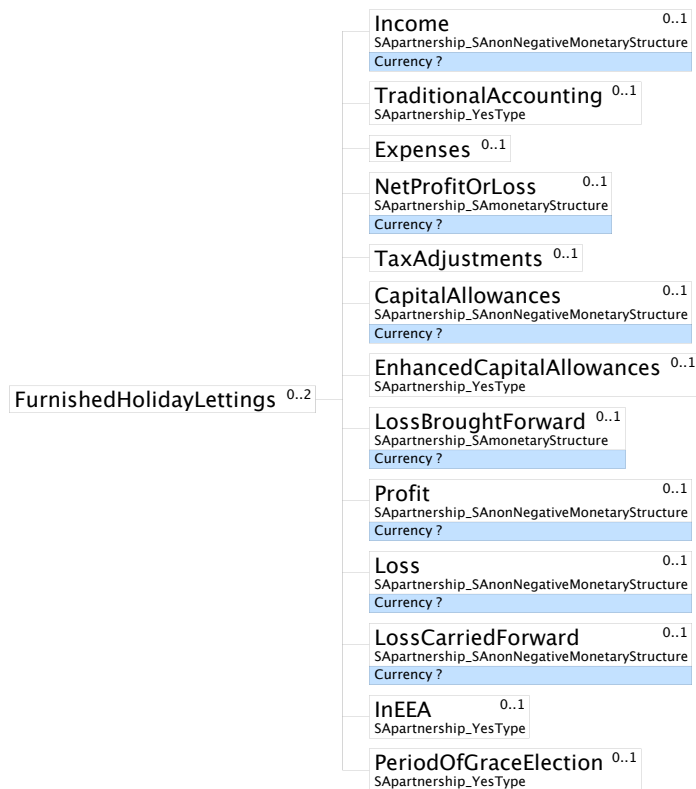 Income 0..1
SApartnership_SAnonNegativeMonetaryStructure
Currency ?
TraditionalAccounting 0..1
SApartnership_YesType
Expenses 0..1
NetProfitOrLoss 0..1
SApartnership_SAmonetaryStructure
Currency ?
TaxAdjustments 0..1
CapitalAllowances 0..1
SApartnership_SAnonNegativeMonetaryStructure
Currency ?
EnhancedCapitalAllowances 0..1
SApartnership_YesType
FurnishedHolidayLettings 0..2
LossBroughtForward 0..1
SApartnership_SAmonetaryStructure
Currency ?
Profit 0..1
SApartnership_SAnonNegativeMonetaryStructure
Currency ?
Loss 0..1
SApartnership_SAnonNegativeMonetaryStructure
Currency ?
LossCarriedForward 0..1
SApartnership_SAnonNegativeMonetaryStructure
Currency ?
InEEA 0..1
SApartnership_YesType
PeriodOfGraceElection 0..1
SApartnership_YesType